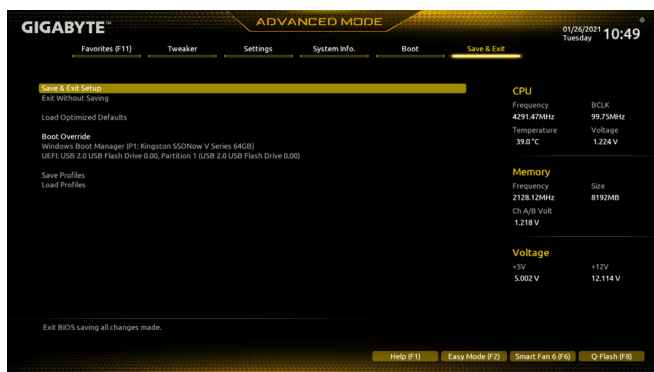 GIGABYTE™
ADVANCED MODE
01/26/2021 Tuesday 10:49
Favorites (F11) Tweaker Settings System Info. Boot Save & Exit
Save & Exit Setup
Exit Without Saving
Load Optimized Defaults
Boot Override
Windows Boot Manager (P1: Kingston SSDNow V Series 64GB)
UEFI: USB 2.0 USB Flash Drive 0.00, Partition 1 (USB 2.0 USB Flash Drive 0.00)
Save Profiles
Load Profiles
CPU
Frequency BCLK
4291.47MHz 99.75MHz
Temperature Voltage
39.0 °C 1.224 V
Memory
Frequency Size
2128.12MHz 8192MB
Ch A/B Volt
1.218 V
Voltage
+5V +12V
5.002 V 12.114 V
Exit BIOS saving all changes made.
Help (F1) Easy Mode (F2) Smart Fan 6 (F6) Q-Flash (F8)